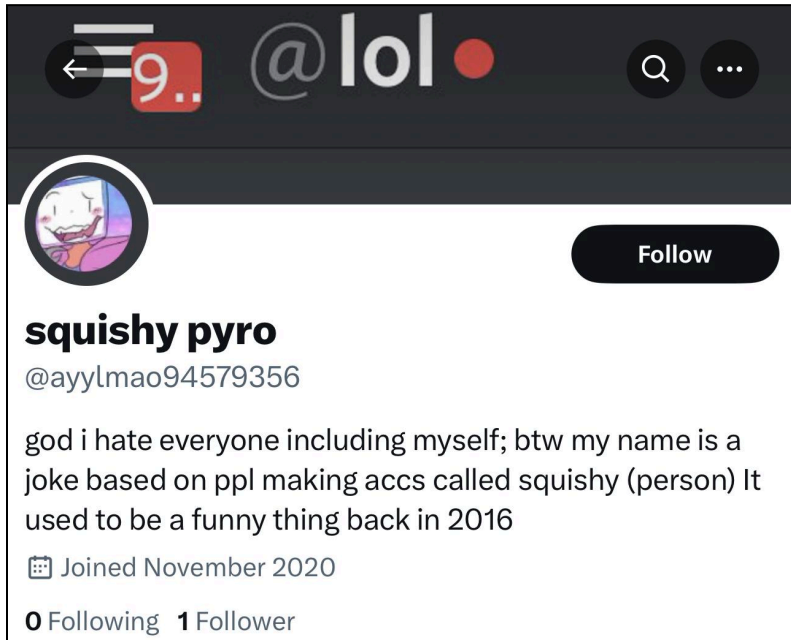 9..
@lol
Follow
squishy pyro
@ayylmao94579356
god i hate everyone including myself; btw my name is a
joke based on ppl making accs called squishy (person) It
used to be a funny thing back in 2016
Joined November 2020
0 Following 1 Follower